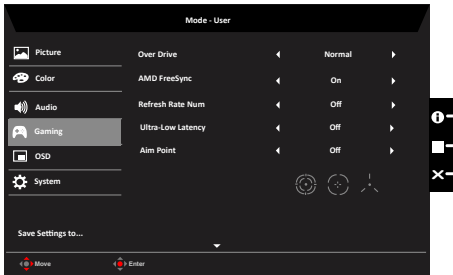 Mode - User
Picture
Color
Audio
Gaming
OSD
System
Over Drive Normal
AMD FreeSync On
Refresh Rate Num Off
Ultra-Low Latency Off
Aim Point Off
Save Settings to...
Move Enter